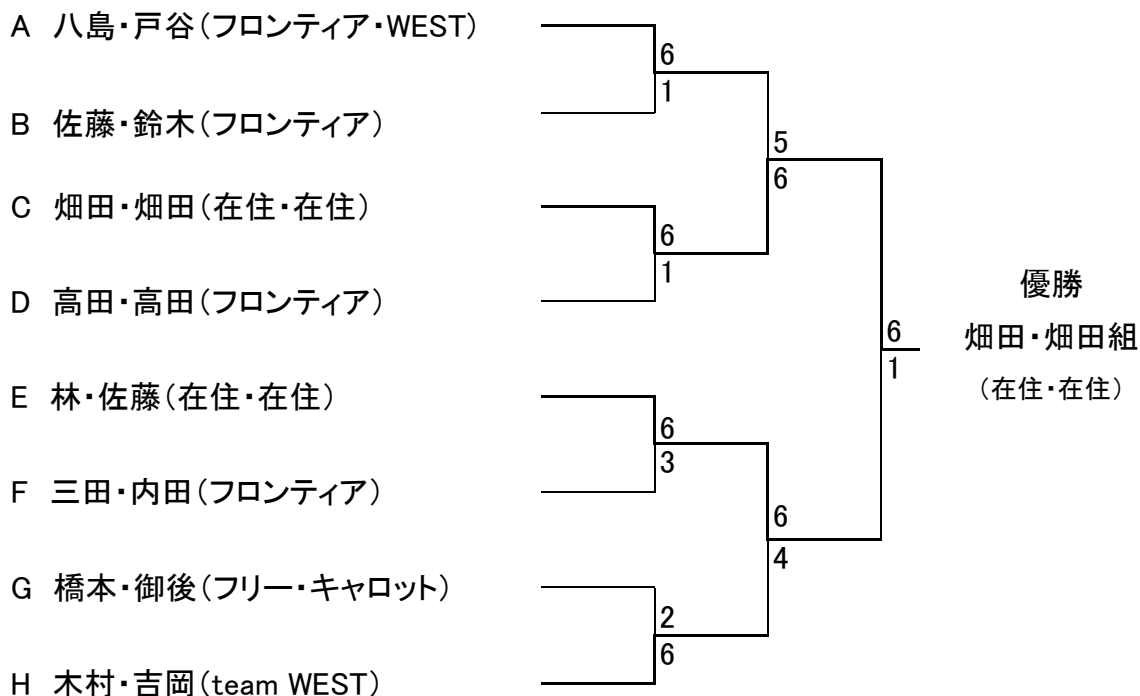 A 八島・戸谷(フロンティア・WEST)
6
1
B 佐藤・鈴木(フロンティア)
5
6
C 畑田・畑田(在住・在住)
6
1
D 高田・高田(フロンティア)
優勝
6
畑田・畑田組
1
(在住・在住)
E 林・佐藤(在住・在住)
6
3
F 三田・内田(フロンティア)
6
4
G 橋本・御後(フリー・キャロット)
2
6
H 木村・吉岡(team WEST)